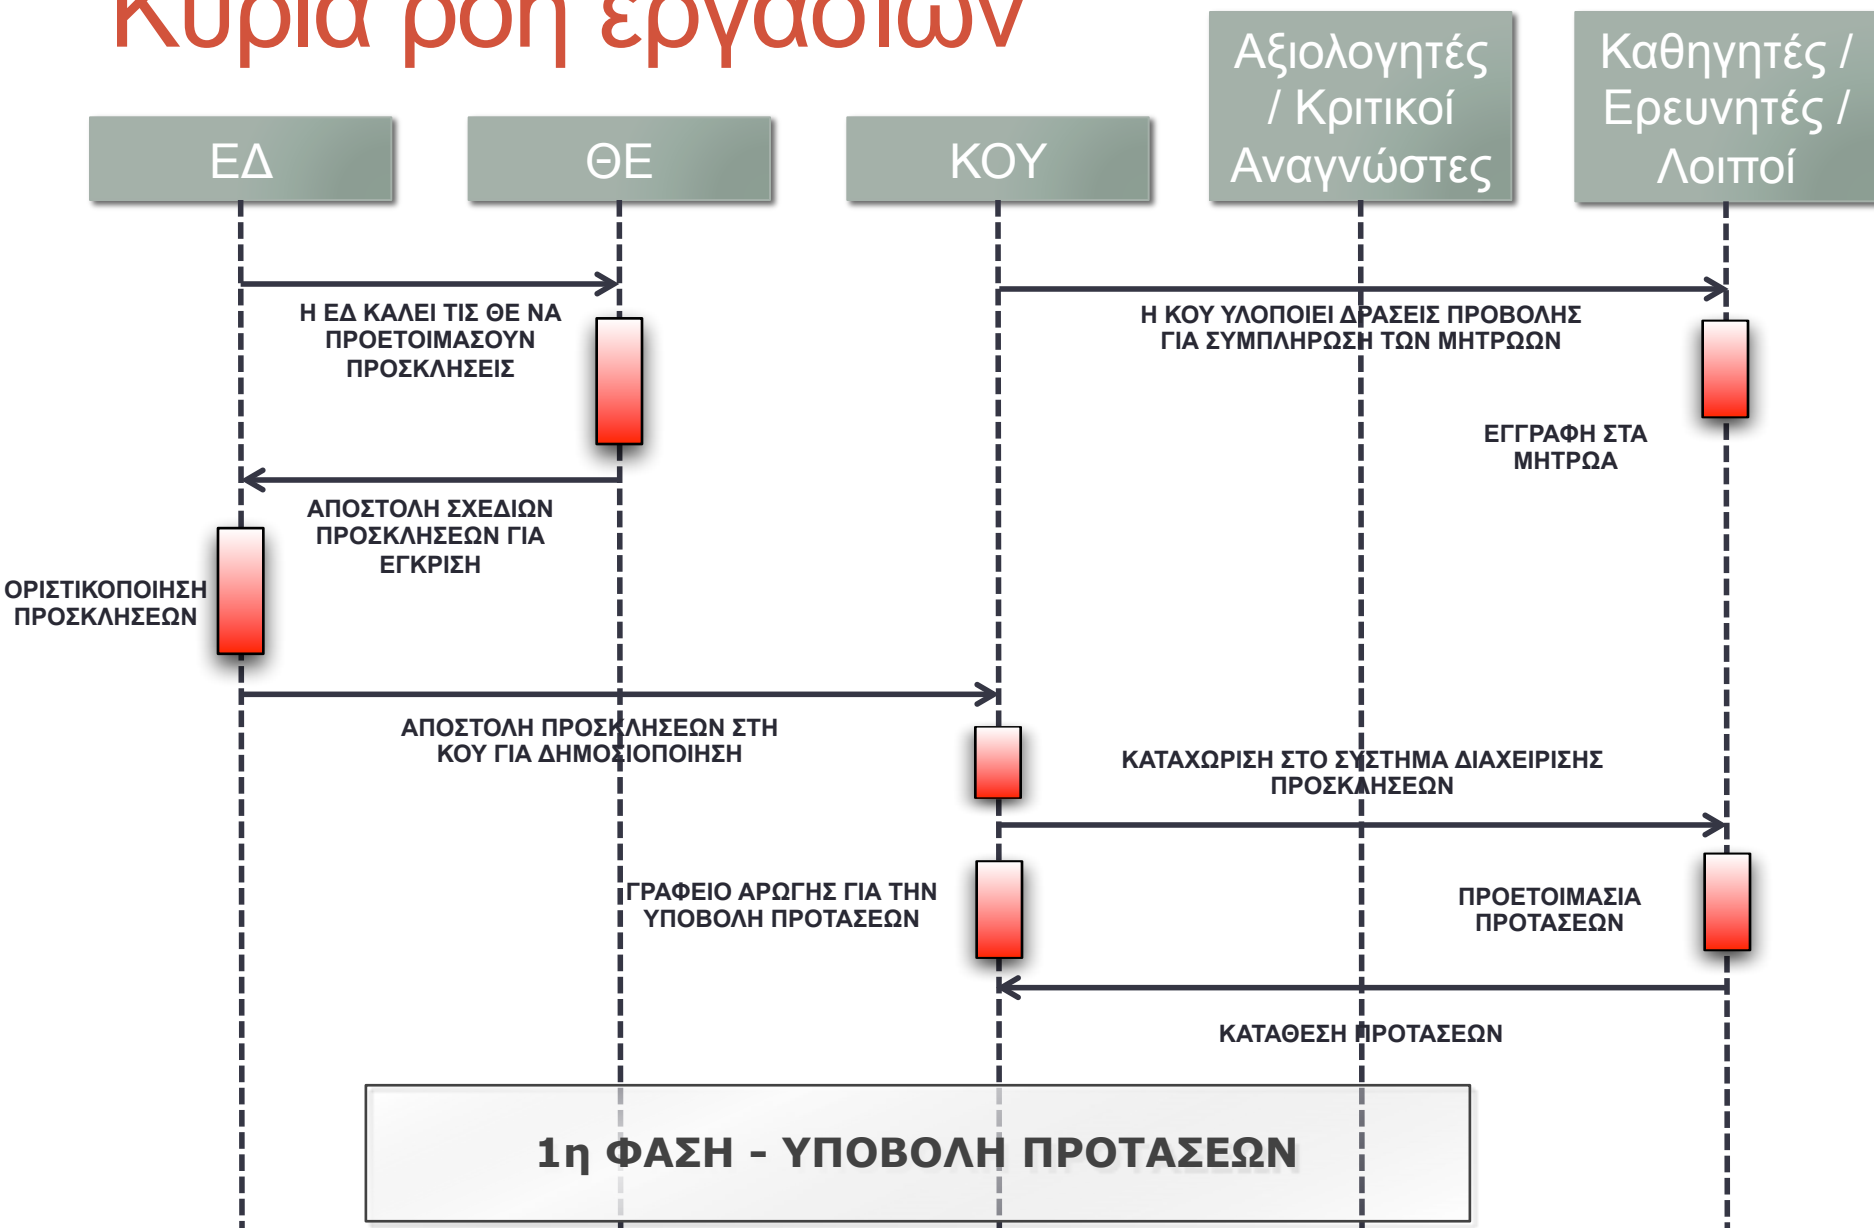 Κύρια ροή εργασιών
ΕΔ
ΘΕ
ΚΟΥ
Αξιολογητές
/ Κριτικοί
Αναγνώστες
Καθηγητές /
Ερευνητές /
Λοιποί
Η ΕΔ ΚΑΛΕΙ ΤΙΣ ΘΕ ΝΑ
ΠΡΟΕΤΟΙΜΑΣΟΥΝ
ΠΡΟΣΚΛΗΣΕΙΣ
Η ΚΟΥ ΥΛΟΠΟΙΕΙ ΔΡΑΣΕΙΣ ΠΡΟΒΟΛΗΣ
ΓΙΑ ΣΥΜΠΛΗΡΩΣΗ ΤΩΝ ΜΗΤΡΩΩΝ
ΕΓΓΡΑΦΗ ΣΤΑ
ΜΗΤΡΩΑ
ΑΠΟΣΤΟΛΗ ΣΧΕΔΙΩΝ
ΠΡΟΣΚΛΗΣΕΩΝ ΓΙΑ
ΕΓΚΡΙΣΗ
ΟΡΙΣΤΙΚΟΠΟΙΗΣΗ
ΠΡΟΣΚΛΗΣΕΩΝ
ΑΠΟΣΤΟΛΗ ΠΡΟΣΚΛΗΣΕΩΝ ΣΤΗ
ΚΟΥ ΓΙΑ ΔΗΜΟΣΙΟΠΟΙΗΣΗ
ΚΑΤΑΧΩΡΙΣΗ ΣΤΟ ΣΥΣΤΗΜΑ ΔΙΑΧΕΙΡΙΣΗΣ
ΠΡΟΣΚΛΗΣΕΩΝ
ΓΡΑΦΕΙΟ ΑΡΩΓΗΣ ΓΙΑ ΤΗΝ
ΥΠΟΒΟΛΗ ΠΡΟΤΑΣΕΩΝ
ΠΡΟΕΤΟΙΜΑΣΙΑ
ΠΡΟΤΑΣΕΩΝ
ΚΑΤΑΘΕΣΗ ΠΡΟΤΑΣΕΩΝ
1η ΦΑΣΗ - ΥΠΟΒΟΛΗ ΠΡΟΤΑΣΕΩΝ